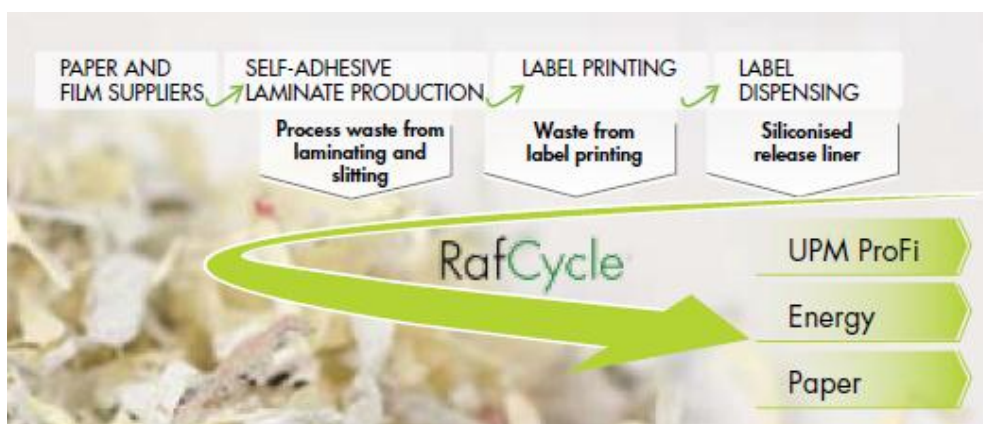 PAPER AND
FILM SUPPLIERS
SELF-ADHESIVE
LAMINATE PRODUCTION
LABEL PRINTING
LABEL
DISPENSING
Process waste from
laminating and
slitting
Waste from
label printing
Siliconised
release liner
RafCycle
UPM ProFi
Energy
Paper